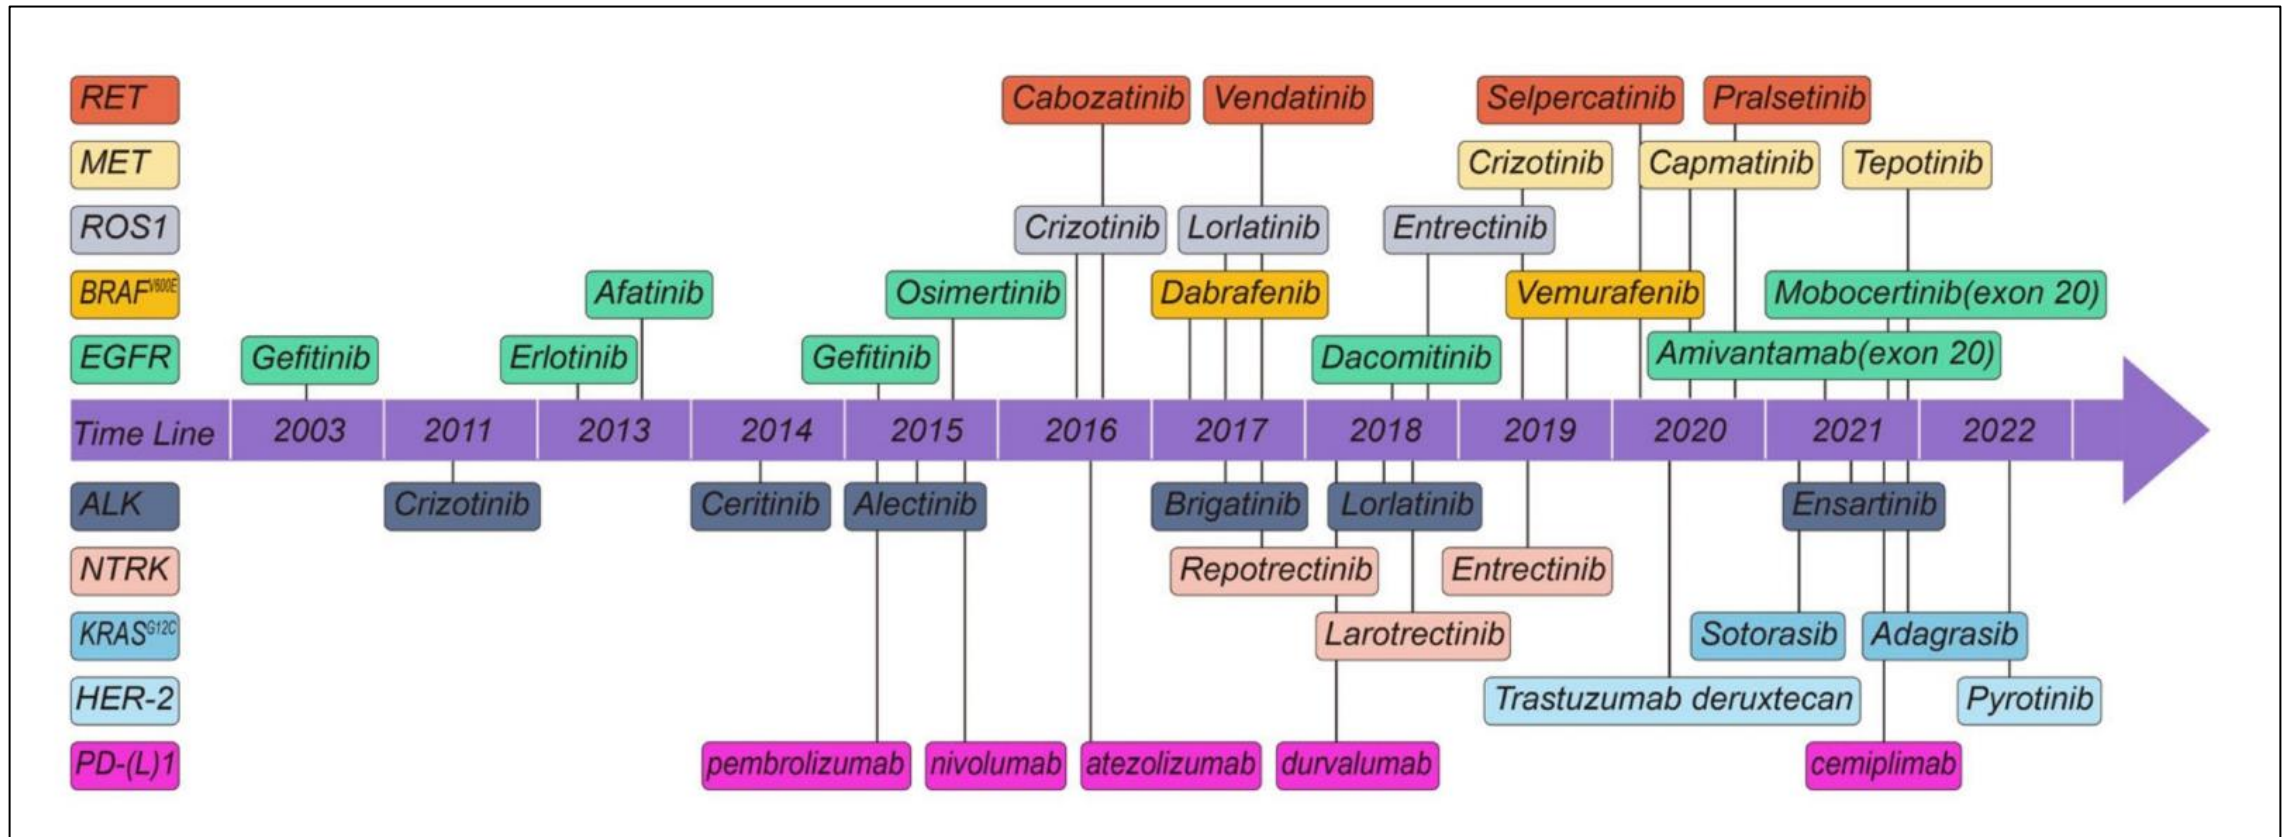 RET Cabozatinib Vendatinib Selpercatinib Pralsetinib
MET Crizotinib Capmatinib Tepotinib
ROS1 Crizotinib Lorlatinib Entrectinib
BRAFV600E Afatinib Osimertinib Dabrafenib Vemurafenib Mobocertinib(exon 20)
EGFR Gefitinib Erlotinib Gefitinib Dacomitinib Amivantamab(exon 20)
Time Line 2003 2011 2013 2014 2015 2016 2017 2018 2019 2020 2021 2022
ALK Crizotinib Ceritinib Alectinib Brigatinib Lorlatinib Ensartinib
NTRK Repotrectinib Entrectinib
KRASG12C Larotrectinib Sotorasib Adagrasib
HER-2 Trastuzumab deruxtecan Pyrotinib
PD-(L)1 pembrolizumab nivolumab atezolizumab durvalumab cemiplimab